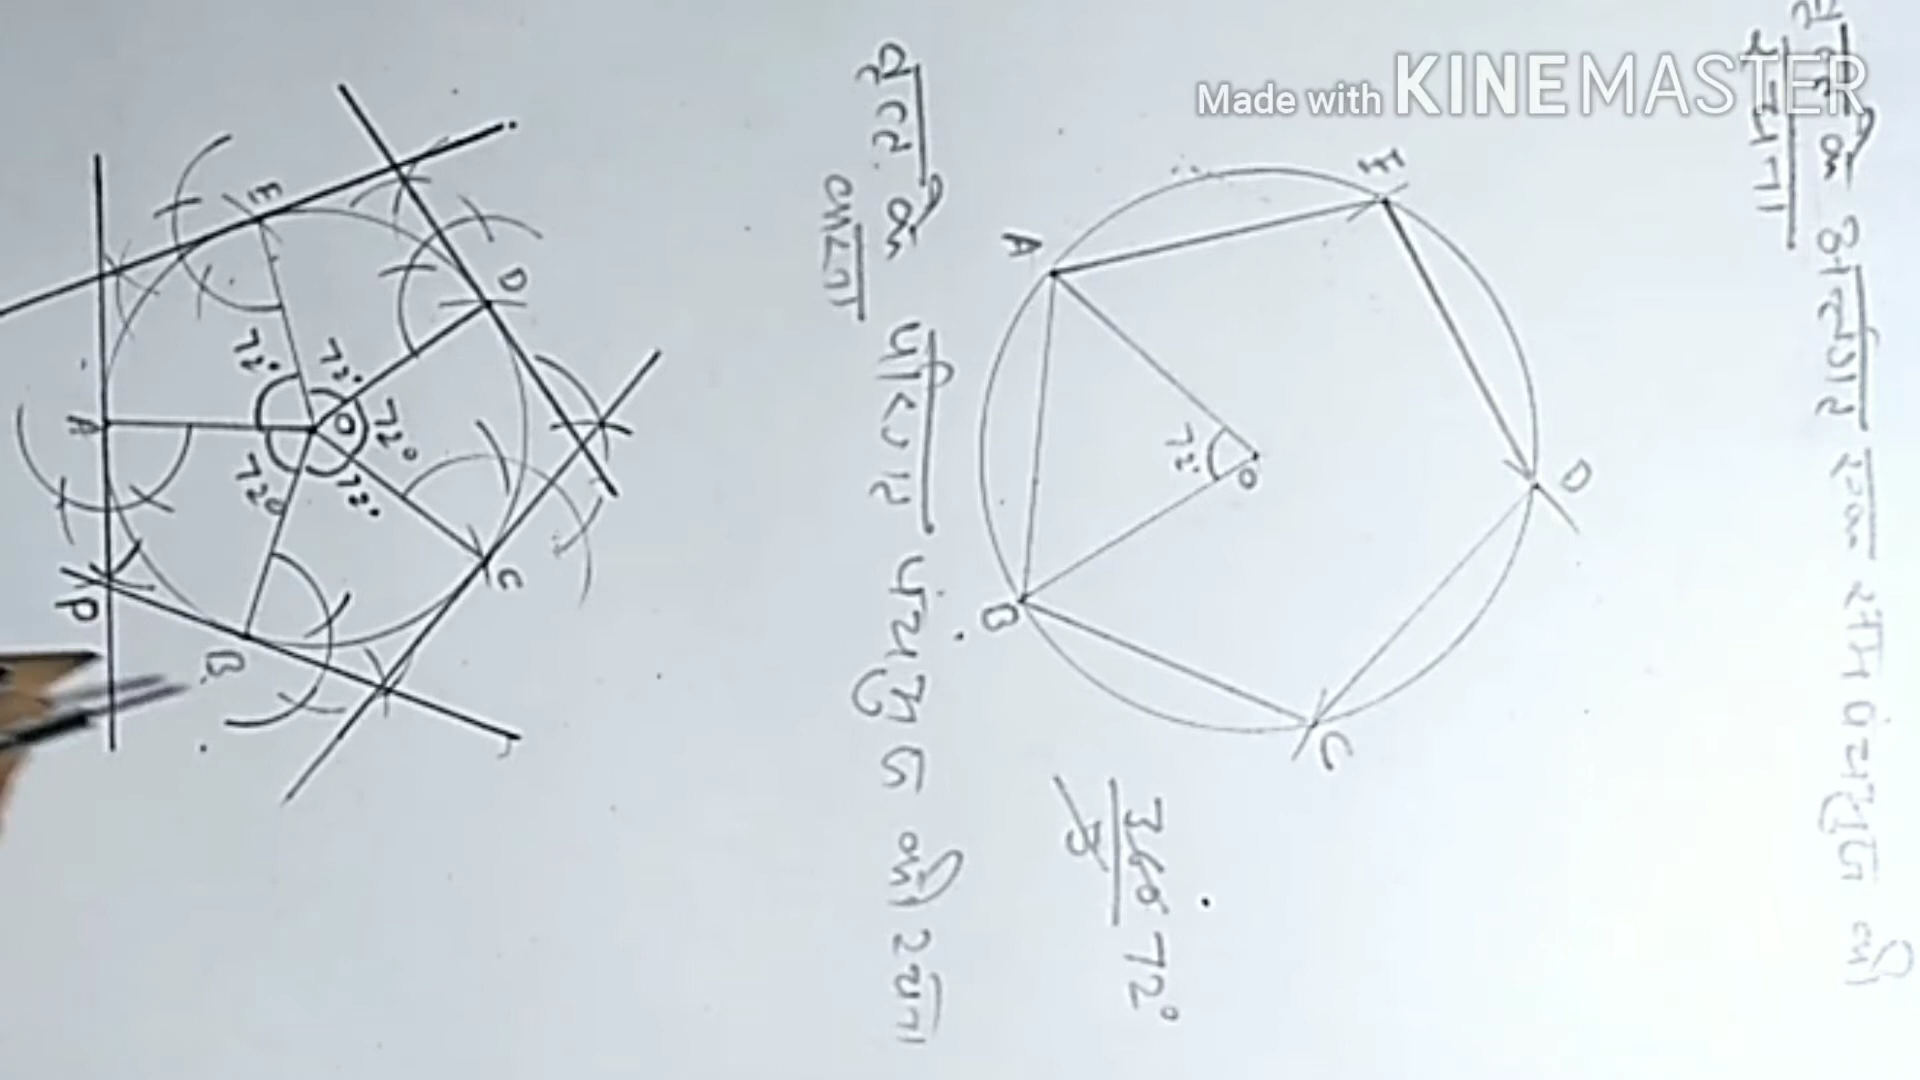 वृत्त के अन्तर्गत एक सम पंचभुज की
रचना
A
B
C
D
E
O
72°
360
5
72°
वृत्त के परिगत पंचभुज की रचना
करना
A
B
C
D
E
O
P
72°
72°
72°
72°
72°
Made with KINEMASTER